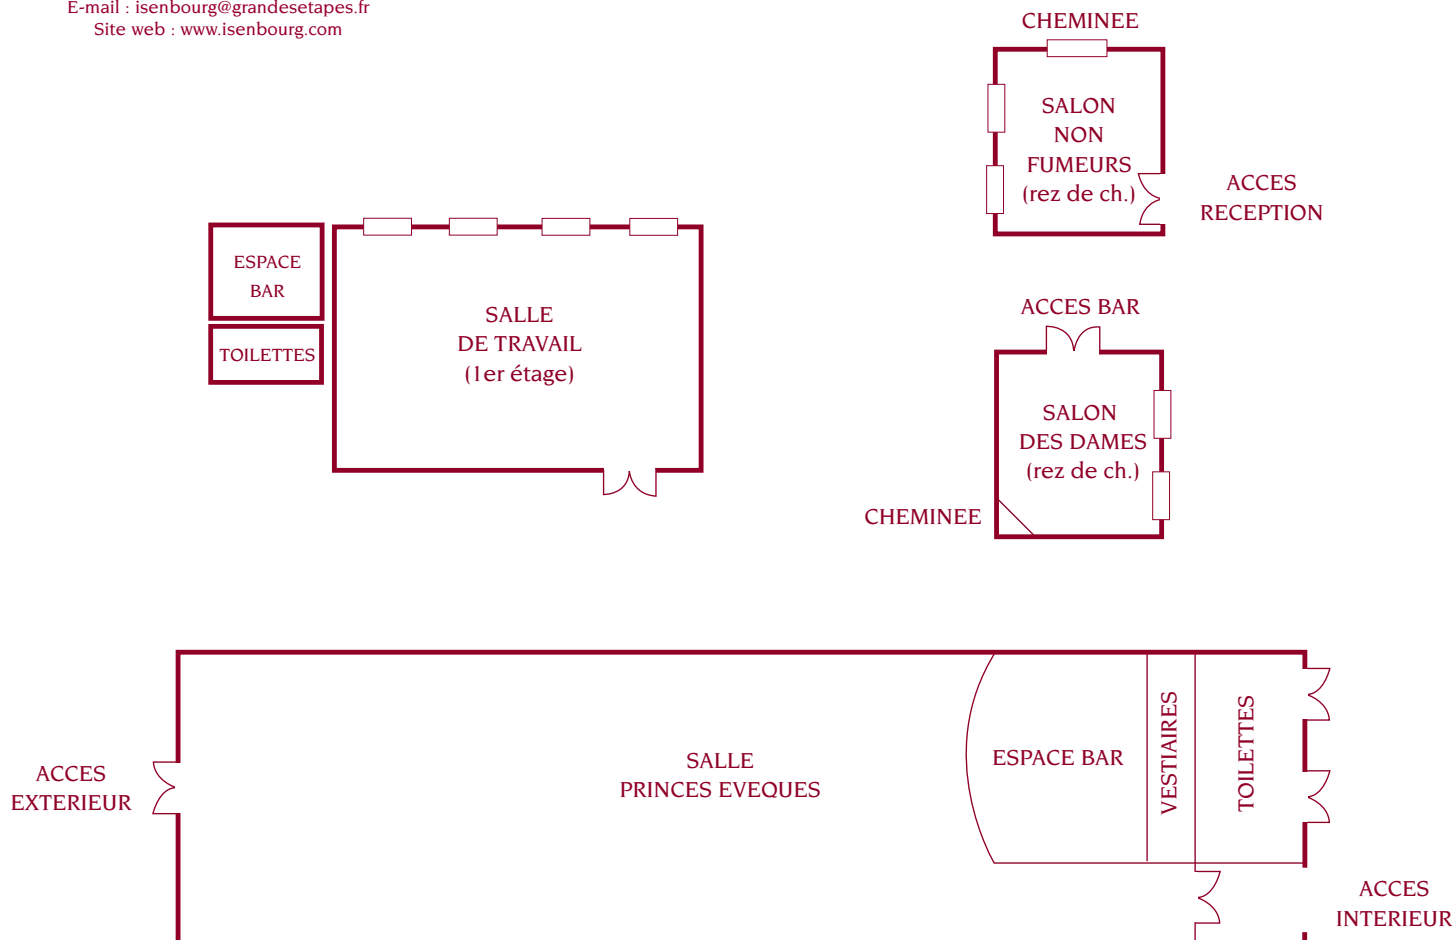 E-mail : isenbourg@grandesetapes.fr
Site web : www.isenbourg.com
CHEMINEE
SALON
NON
FUMEURS
(rez de ch.)
ACCES
RECEPTION
ESPACE
BAR
TOILETTES
SALLE
DE TRAVAIL
(1er étage)
ACCES BAR
SALON
DES DAMES
(rez de ch.)
CHEMINEE
ACCES
EXTERIEUR
SALLE
PRINCES EVEQUES
ESPACE BAR
VESTIAIRES
TOILETTES
ACCES
INTERIEUR